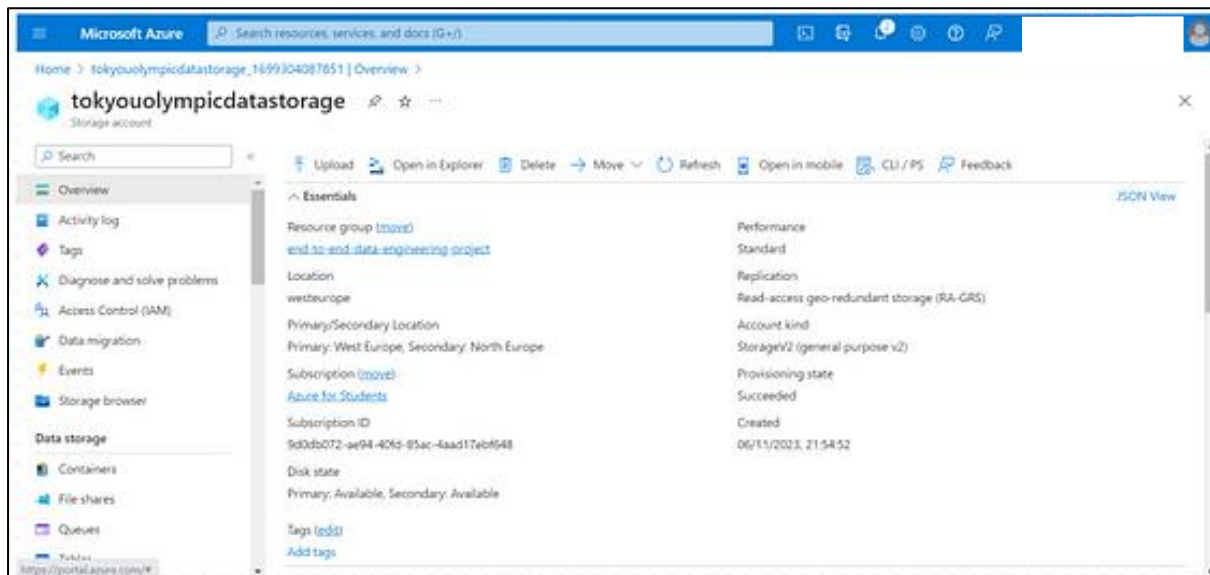 Microsoft Azure
Search resources, services, and docs (G+/)
Home > tokyouolympicdatastorage_1699304087851 | Overview >
tokyouolympicdatastorage
Storage account
Search
Upload Open in Explorer Delete Move Refresh Open in mobile CLI / PS Feedback
Overview
Activity log
Tags
Diagnose and solve problems
Access Control (IAM)
Data migration
Events
Storage browser
Data storage
Containers
File shares
Queues
Tables
https://portal.azure.com/#
Essentials
JSON View
Resource group (move)
end-to-end-data-engineering-project
Location
westeurope
Primary/Secondary Location
Primary: West Europe, Secondary: North Europe
Subscription (move)
Azure for Students
Subscription ID
9d0db072-ae94-40fd-85ac-4aad17ebf648
Disk state
Primary: Available, Secondary: Available
Tags (edit)
Add tags
Performance
Standard
Replication
Read-access geo-redundant storage (RA-GRS)
Account kind
StorageV2 (general purpose v2)
Provisioning state
Succeeded
Created
06/11/2023, 21:54:52